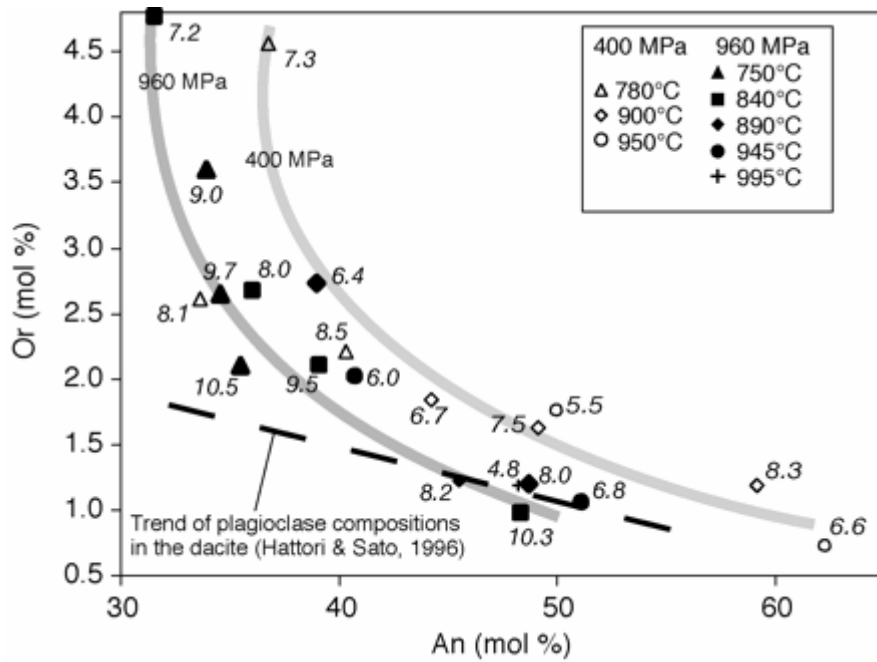 Or (mol %)
4.5
4.0
3.5
3.0
2.5
2.0
1.5
1.0
0.5
30
40
50
60
An (mol %)
400 MPa
780°C
900°C
950°C
960 MPa
750°C
840°C
890°C
945°C
995°C
7.2
7.3
960 MPa
400 MPa
9.0
9.7
8.0
6.4
8.1
8.5
10.5
9.5
6.0
6.7
7.5
5.5
8.2
4.8
8.0
6.8
8.3
10.3
6.6
Trend of plagioclase compositions
in the dacite (Hattori & Sato, 1996)